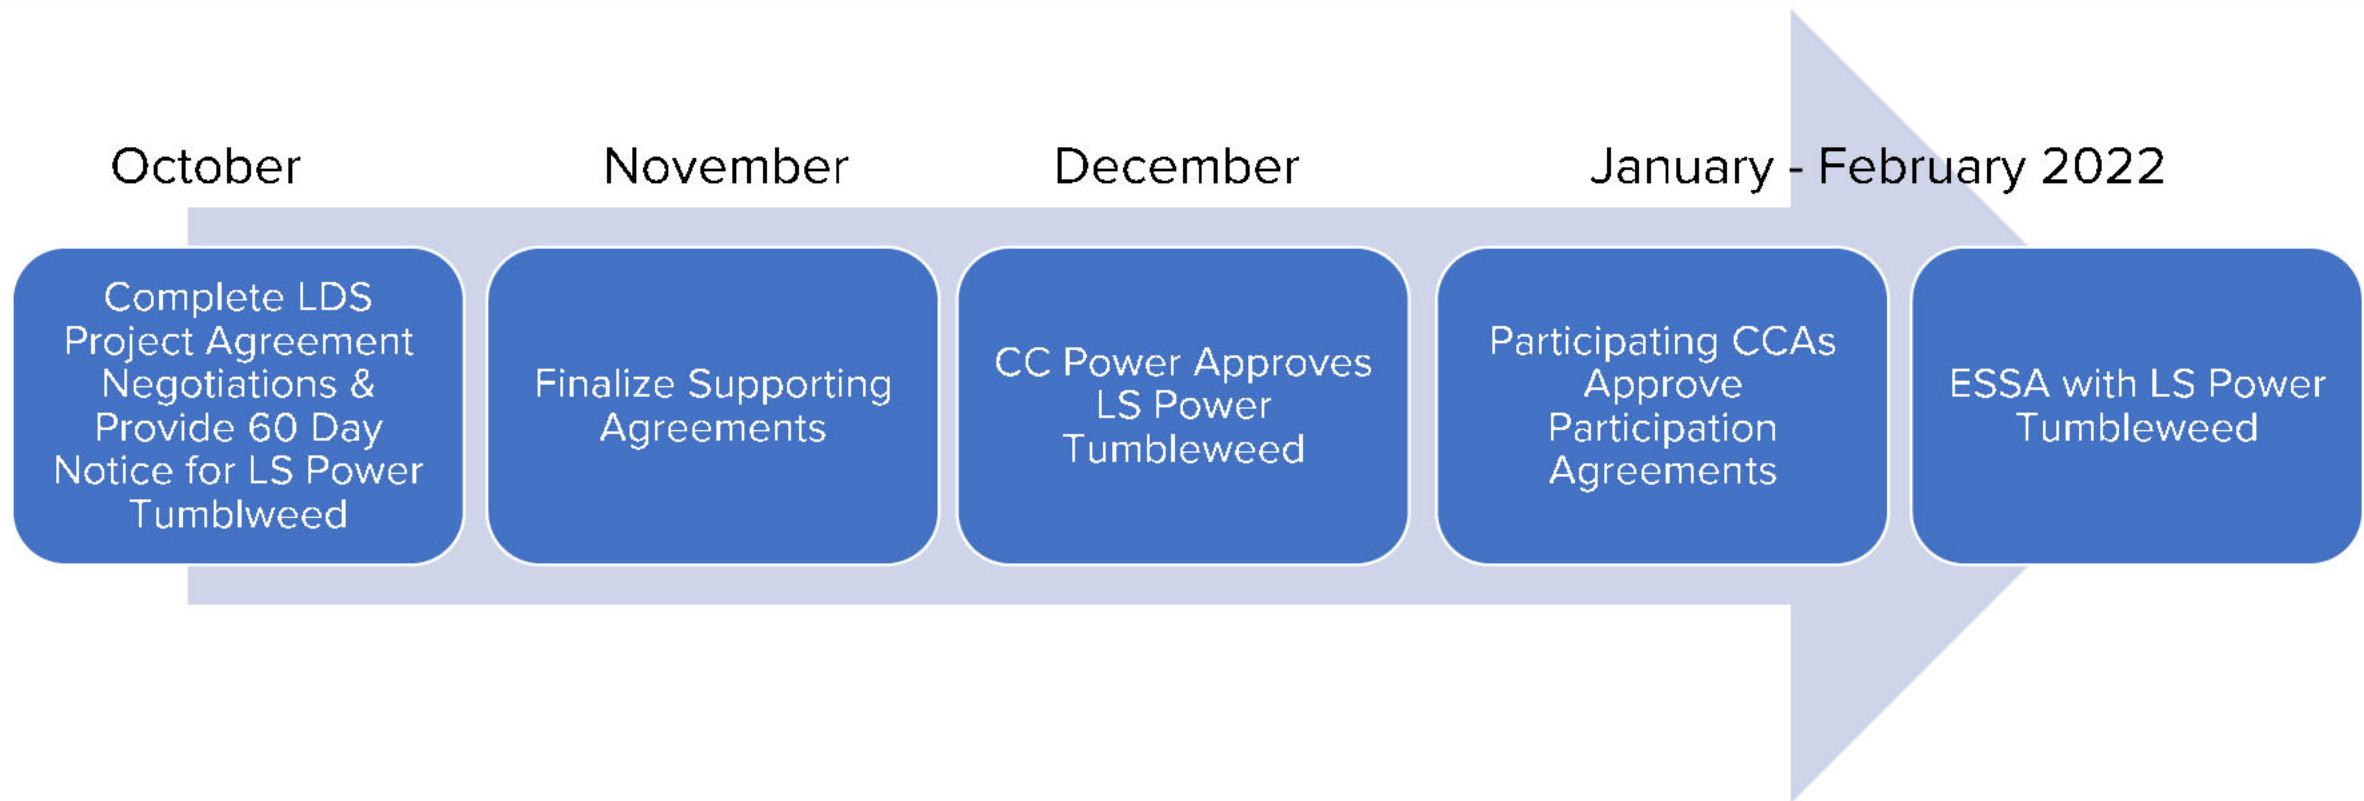 October
November
December
January - February 2022
Complete LDS
Project Agreement
Negotiations &
Provide 60 Day
Notice for LS Power
Tumblweed
Finalize Supporting
Agreements
CC Power Approves
LS Power
Tumbleweed
Participating CCAs
Approve
Participation
Agreements
ESSA with LS Power
Tumbleweed